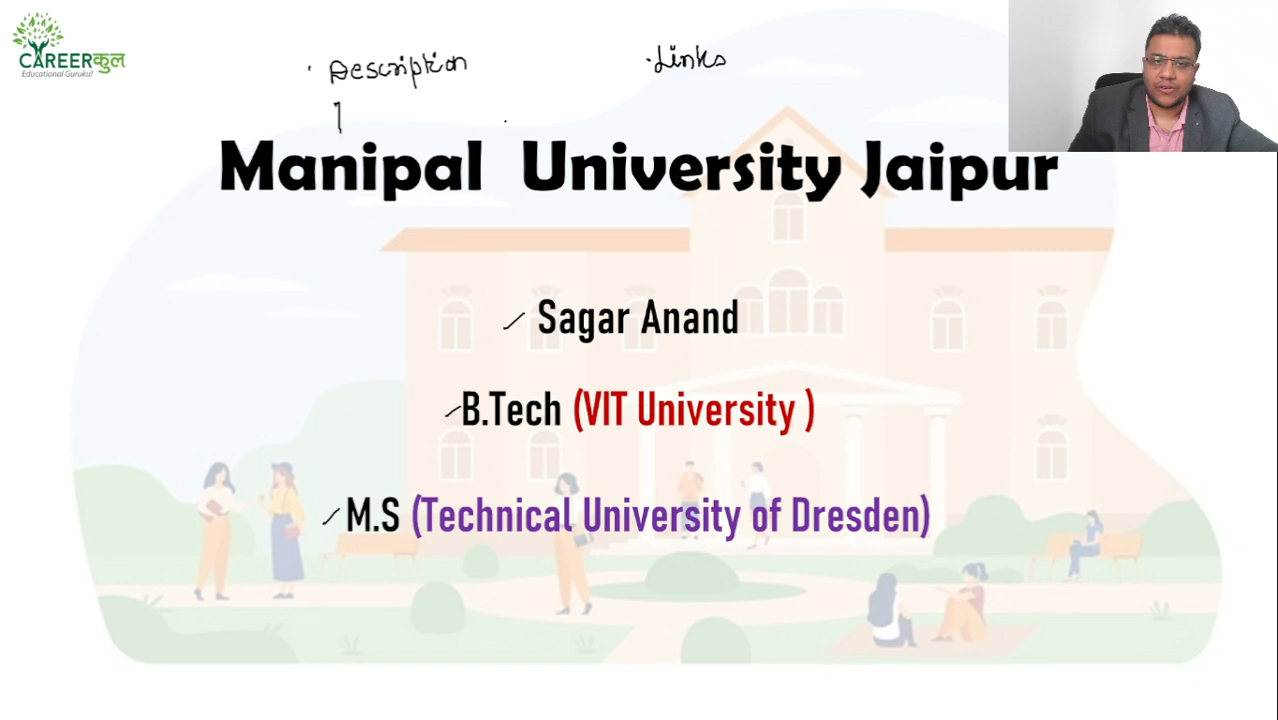 CAREERकुल
Educational Gurukul
Description
Links
Manipal University Jaipur
Sagar Anand
B.Tech (VIT University )
M.S (Technical University of Dresden)